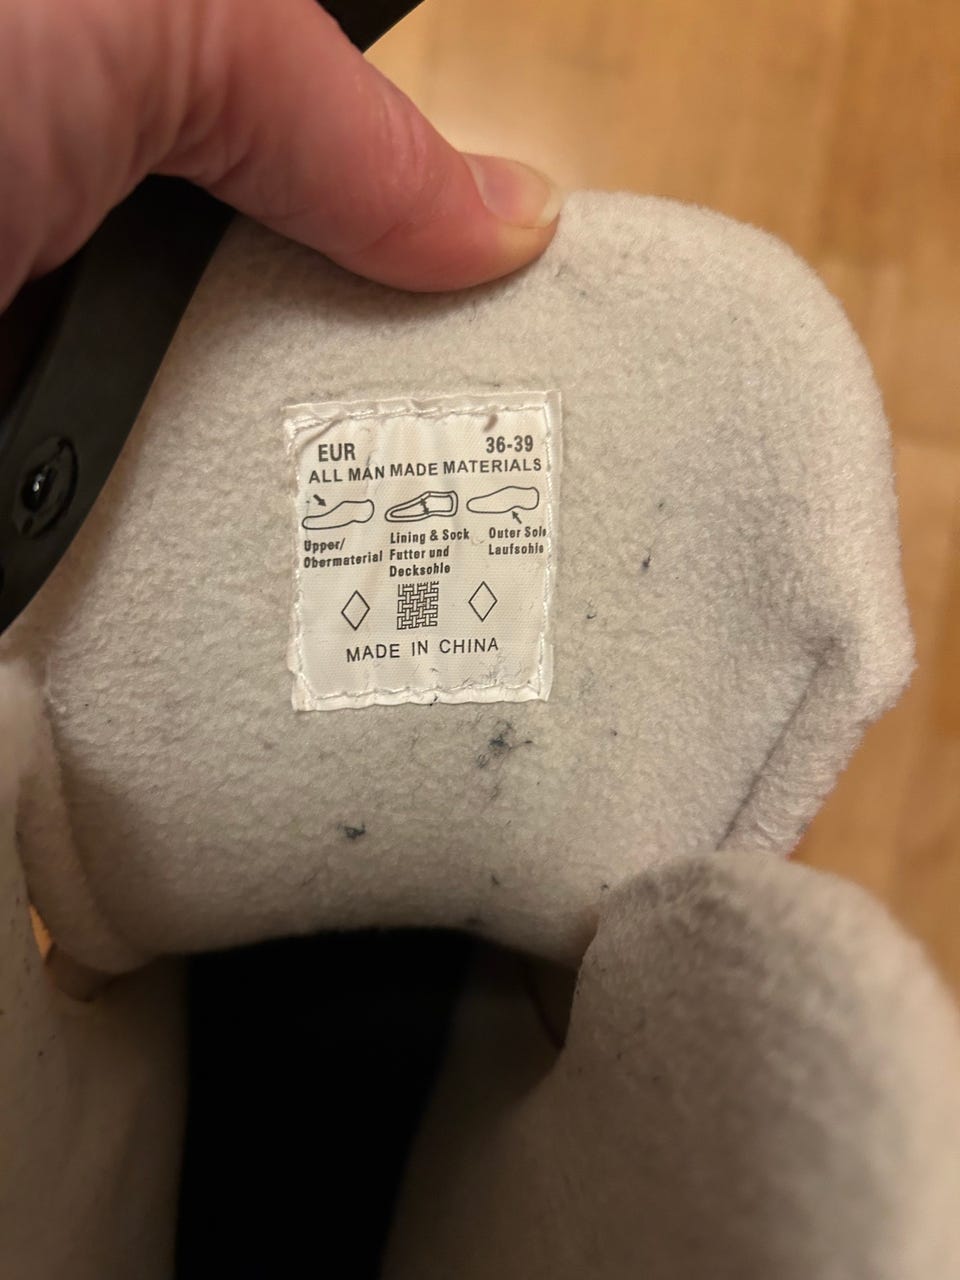 EUR 36-39
ALL MAN MADE MATERIALS
Upper/
Obermaterial
Lining & Sock
Futter und
Decksohle
Outer Sole
Laufsohle
MADE IN CHINA